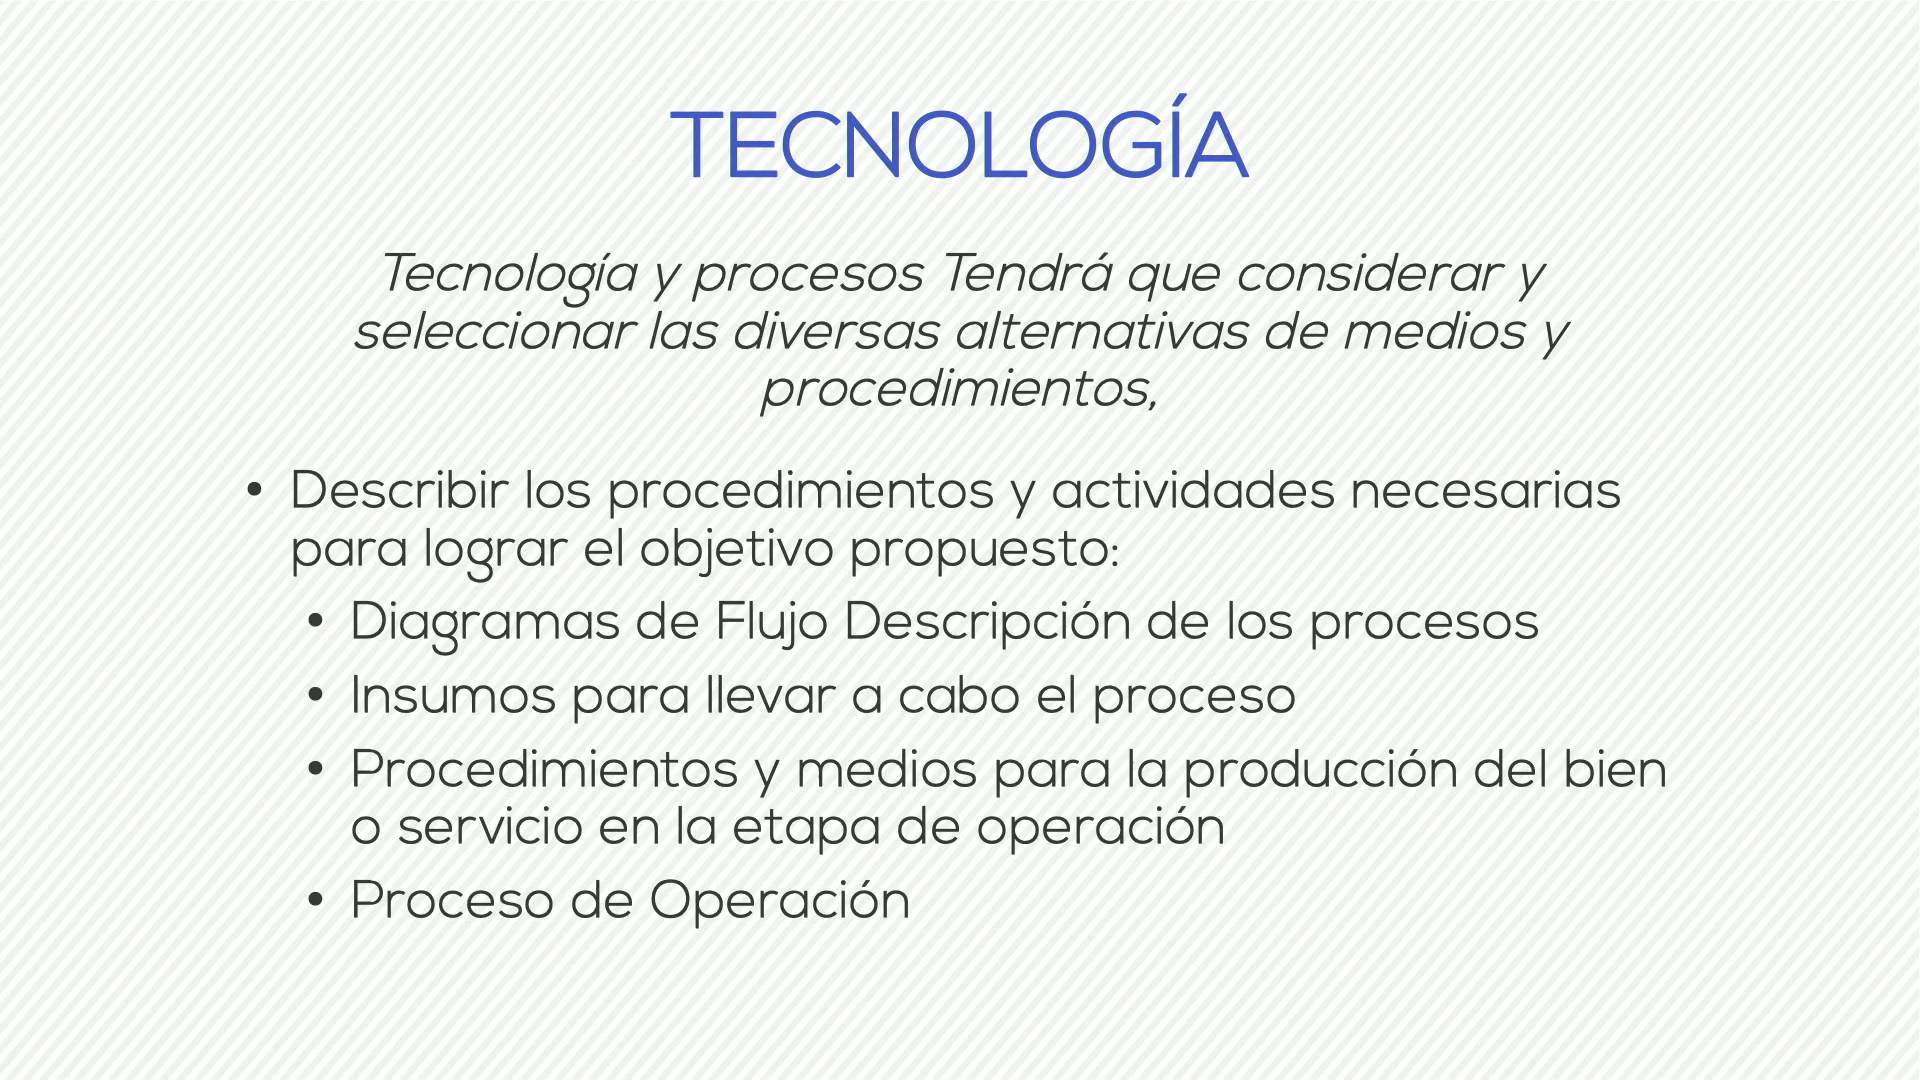 TECNOLOGÍA
Tecnología y procesos Tendrá que considerar y
seleccionar las diversas alternativas de medios y
procedimientos,
• Describir los procedimientos y actividades necesarias
para lograr el objetivo propuesto:
• Diagramas de Flujo Descripción de los procesos
• Insumos para llevar a cabo el proceso
• Procedimientos y medios para la producción del bien
o servicio en la etapa de operación
• Proceso de Operación